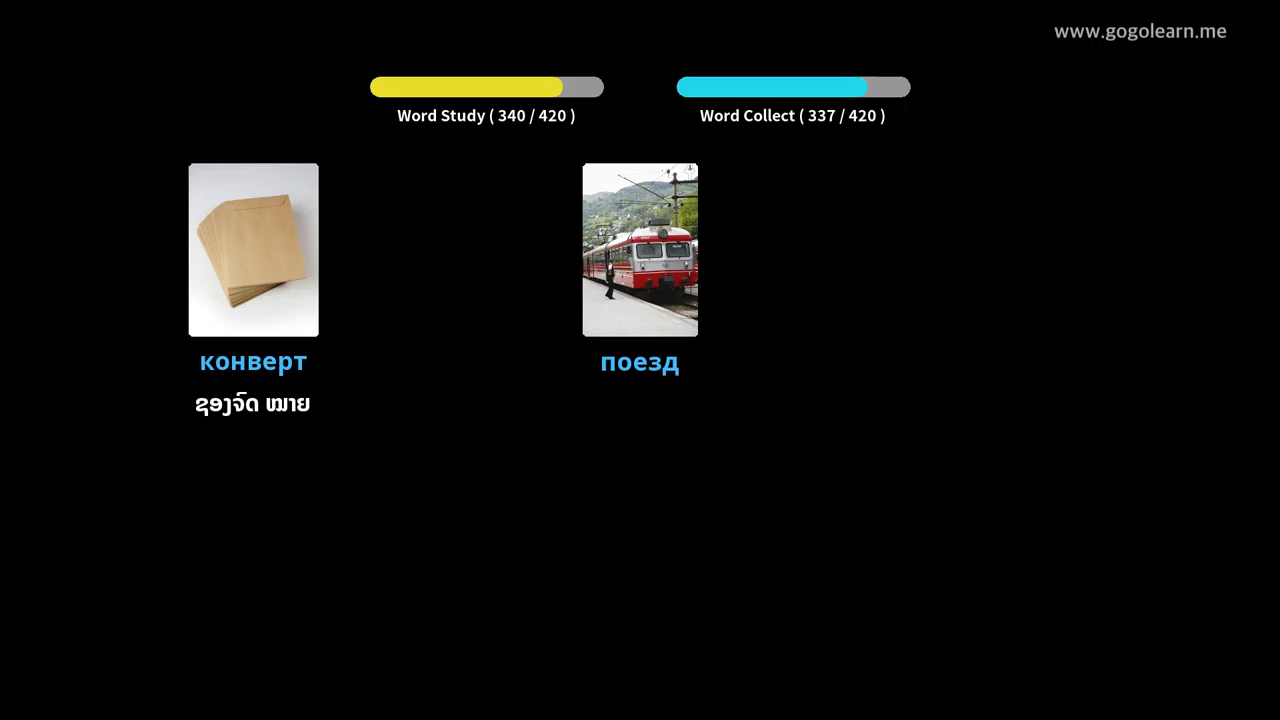 www.gogolearn.me
Word Study ( 340 / 420 )
Word Collect ( 337 / 420 )
конверт
ຊອງຈົດ ໝາຍ
поезд